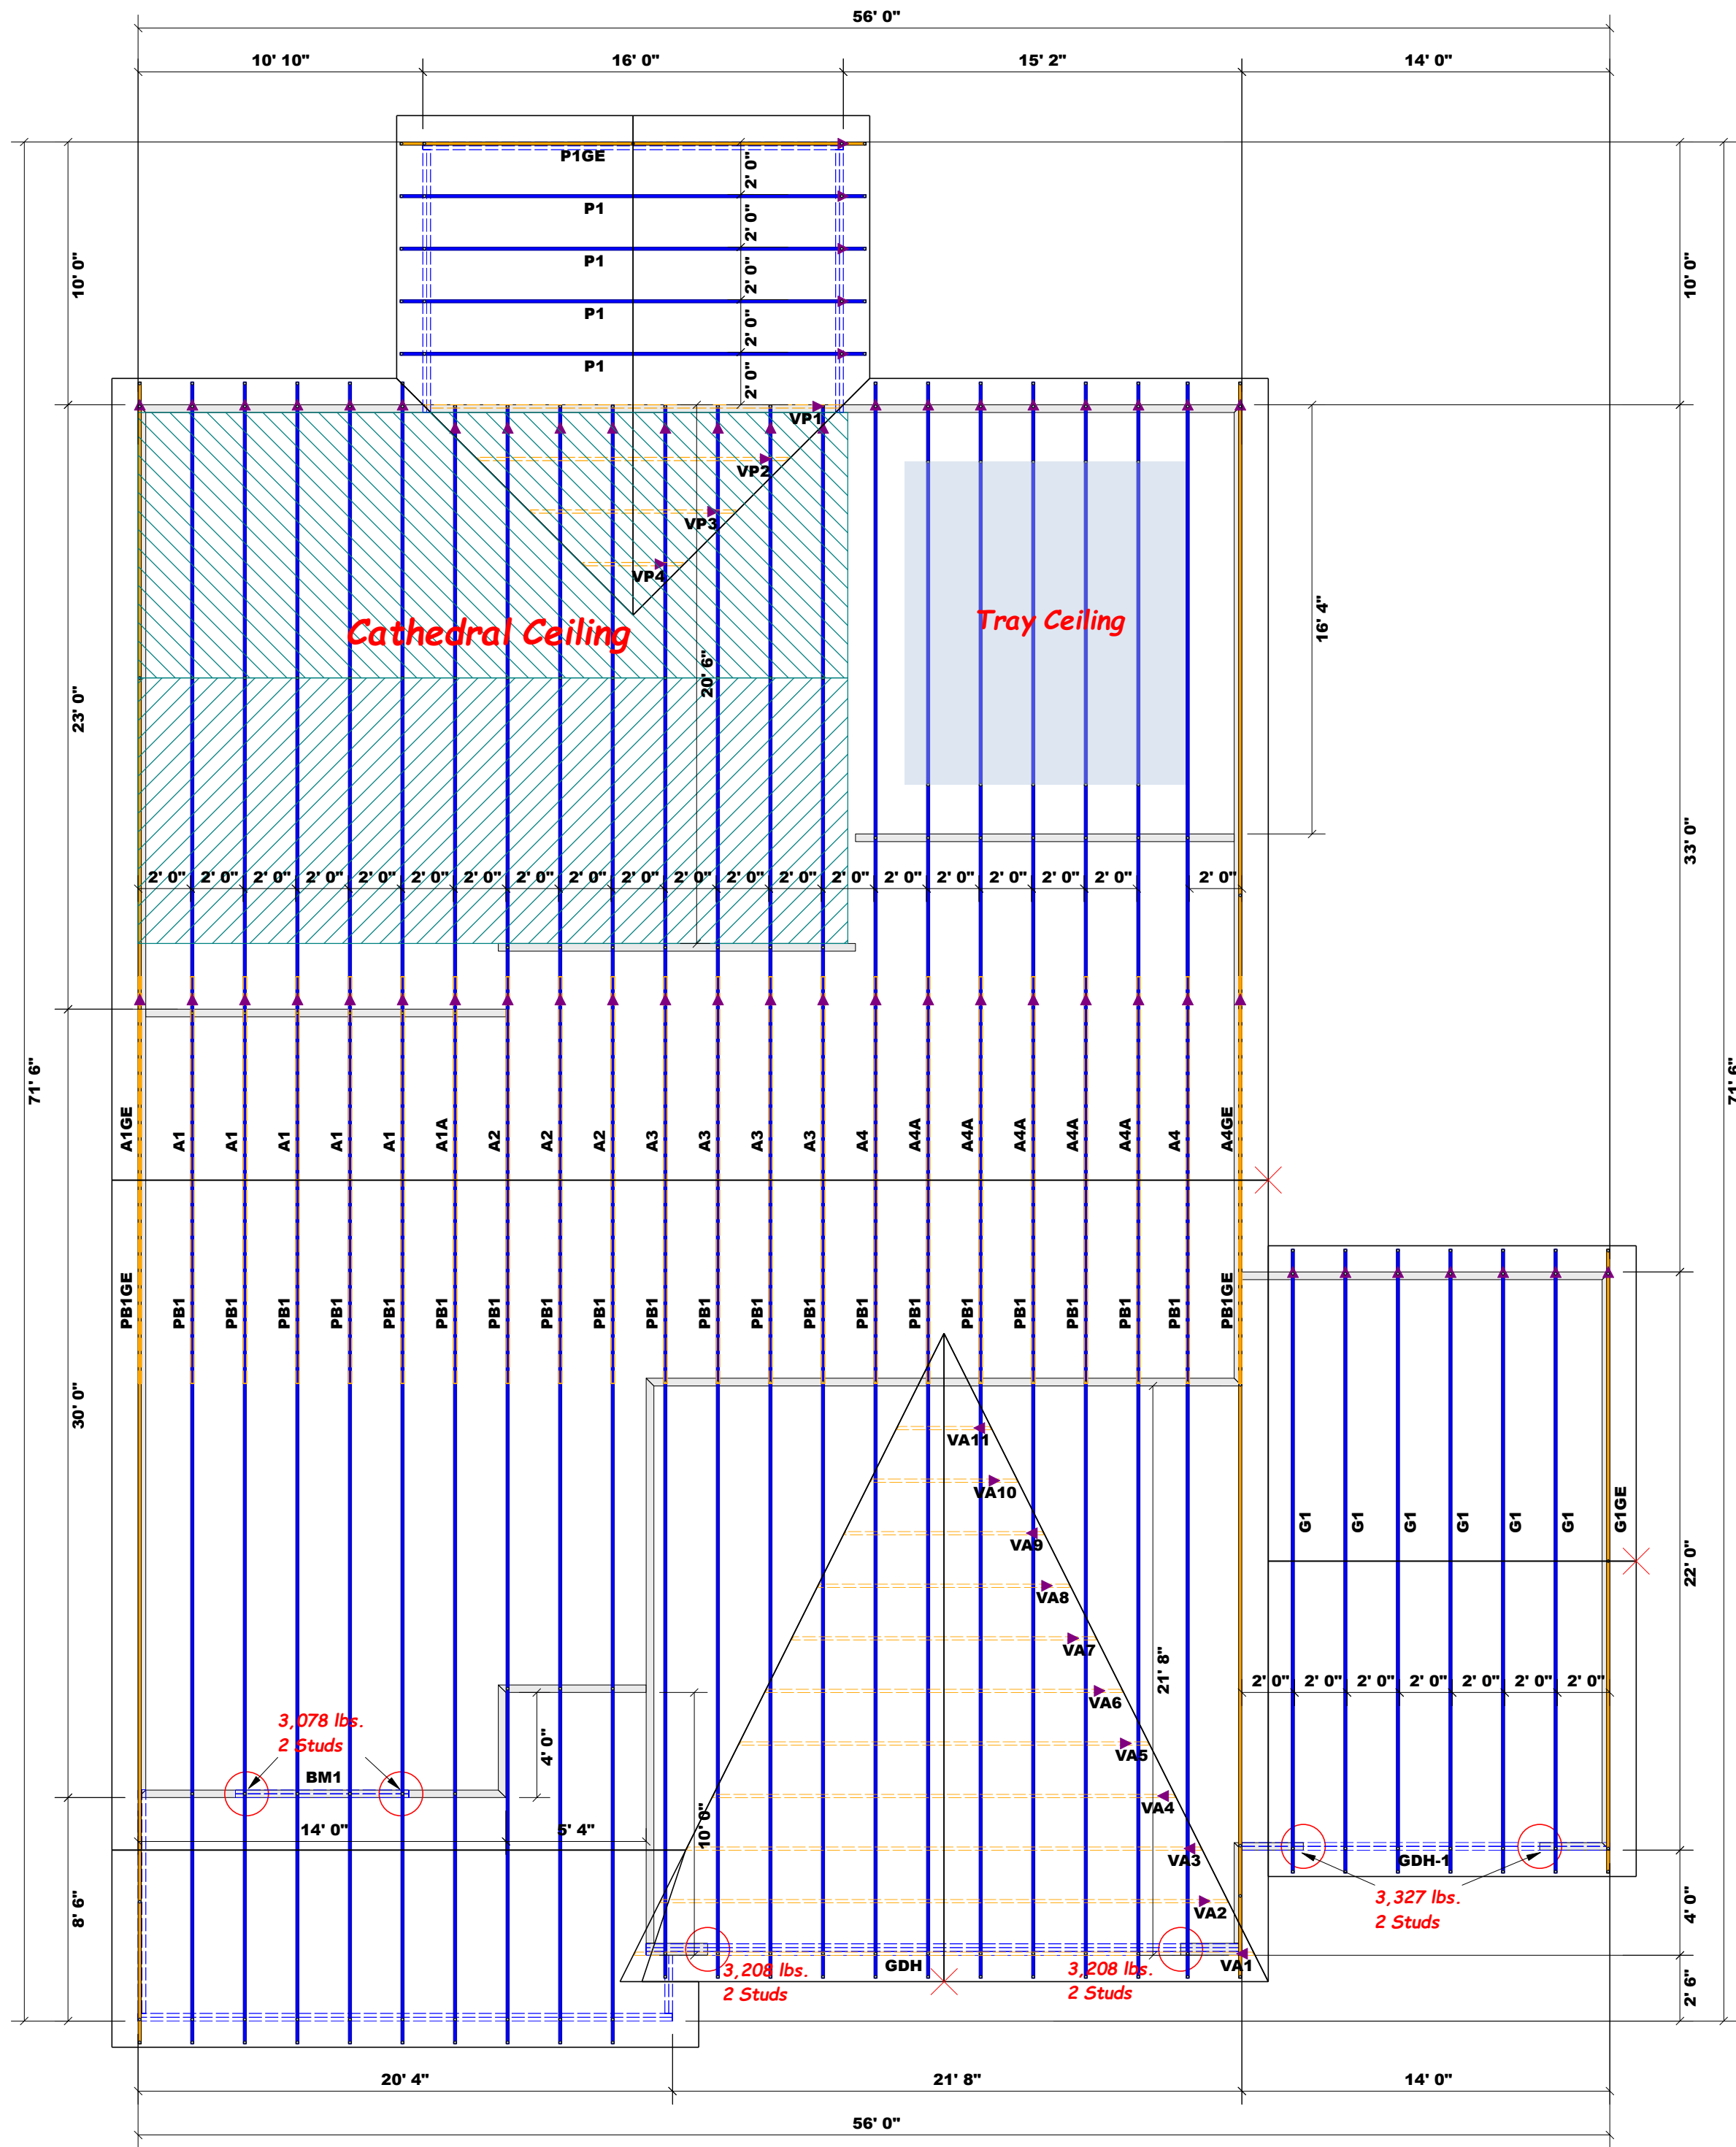 56' 0"
10' 10" 16' 0" 15' 2" 14' 0"
P1GE
2' 0"
P1
2' 0"
P1
2' 0"
P1
2' 0"
P1
2' 0"
10' 0" 10' 0"
VP1
VP2
VP3
VP4
Cathedral Ceiling
Tray Ceiling
16' 4"
20' 6"
23' 0"
33' 0"
2' 0" 2' 0" 2' 0" 2' 0" 2' 0" 2' 0" 2' 0" 2' 0" 2' 0" 2' 0" 2' 0" 2' 0" 2' 0" 2' 0" 2' 0" 2' 0" 2' 0" 2' 0" 2' 0" 2' 0"
71' 6" 71' 6"
A1GE A1 A1 A1 A1 A1 A1A A2 A2 A2 A3 A3 A3 A3 A4 A4A A4A A4A A4A A4A A4 A4GE
PB1GE PB1 PB1 PB1 PB1 PB1 PB1 PB1 PB1 PB1 PB1 PB1 PB1 PB1 PB1 PB1 PB1 PB1 PB1 PB1 PB1 PB1GE
30' 0"
VA11
VA10
VA9
VA8
VA7
VA6
VA5
VA4
VA3
VA2
VA1
G1 G1 G1 G1 G1 G1 G1GE
22' 0"
21' 8"
2' 0" 2' 0" 2' 0" 2' 0" 2' 0" 2' 0" 2' 0"
3,078 lbs.
2 Studs
BM1
4' 0"
14' 0" 5' 4"
10' 0"
GDH-1
3,327 lbs.
2 Studs
8' 6"
4' 0"
GDH
3,208 lbs.
2 Studs
3,208 lbs.
2 Studs
2' 6"
20' 4" 21' 8" 14' 0"
56' 0"